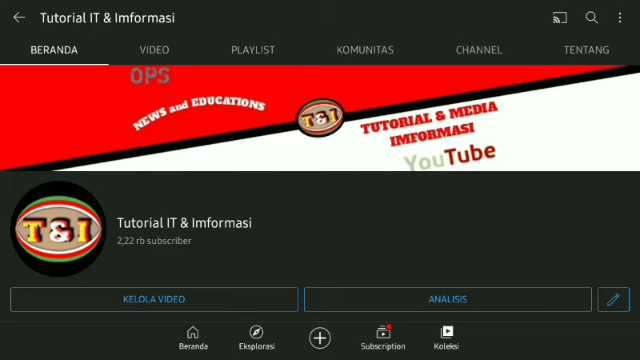 Tutorial IT & Imformasi
BERANDA VIDEO PLAYLIST KOMUNITAS CHANNEL TENTANG
OPS
NEWS and EDUCATIONS
T&I
TUTORIAL & MEDIA
IMFORMASI
YouTube
T&I
Tutorial IT & Imformasi
2,22 rb subscriber
KELOLA VIDEO ANALISIS
Beranda Eksplorasi Subscription Koleksi